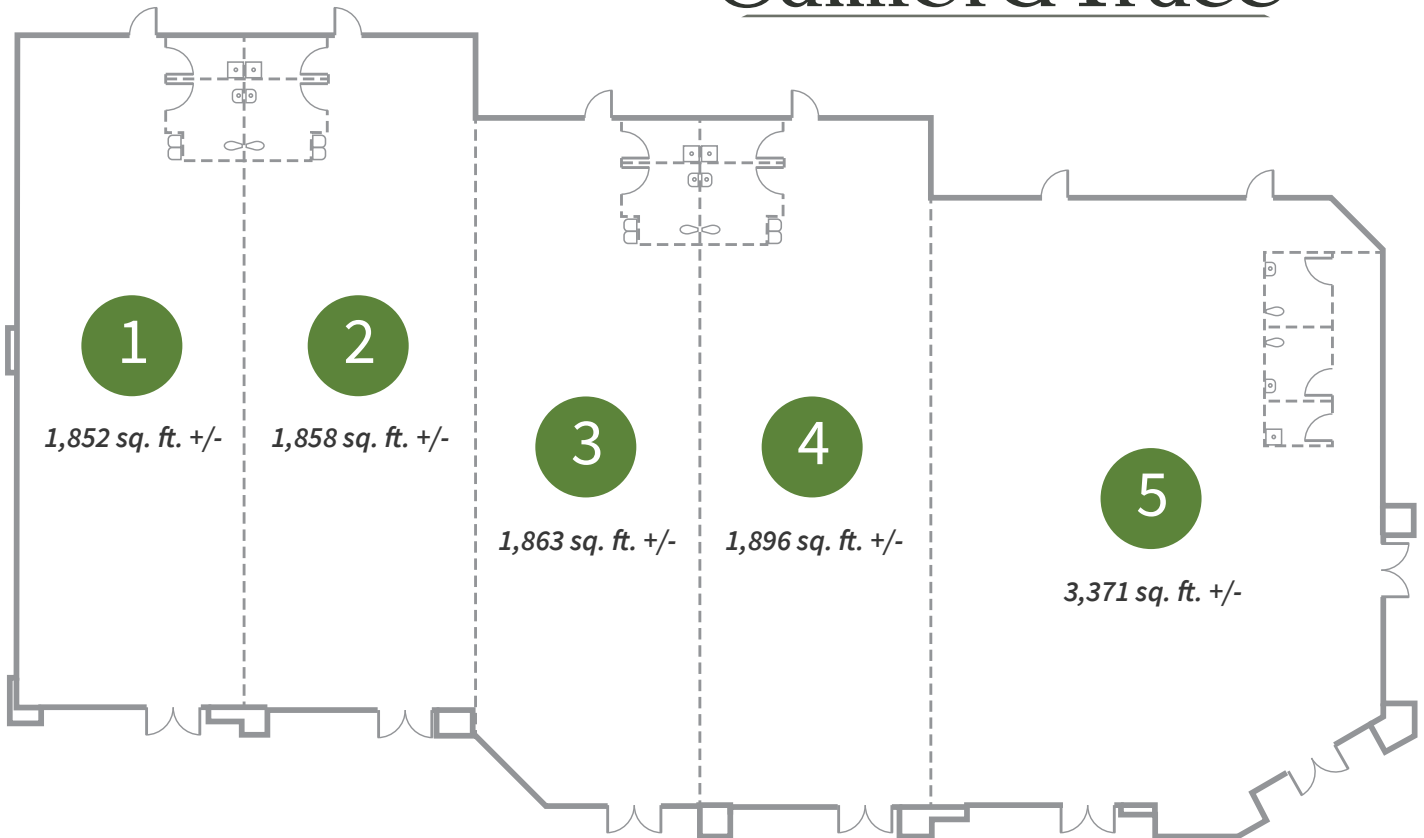 1
1,852 sq. ft. +/-
2
1,858 sq. ft. +/-
3
1,863 sq. ft. +/-
4
1,896 sq. ft. +/-
5
3,371 sq. ft. +/-